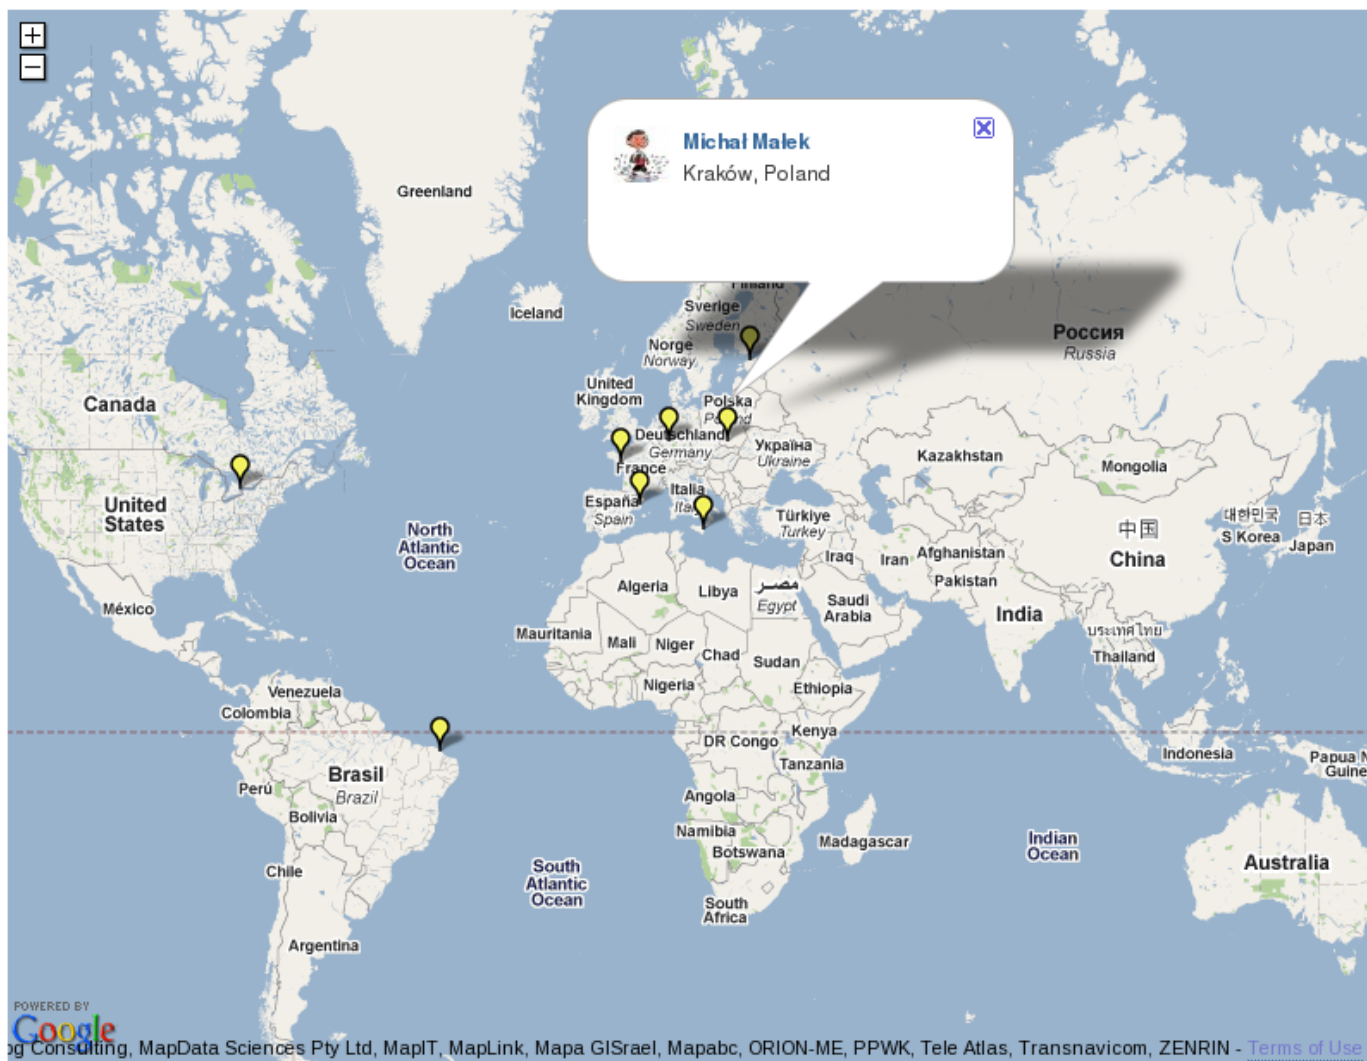 +
−
Michał Małek
Kraków, Poland
Greenland
Finland
Iceland
Sverige
Sweden
Norge
Norway
Россия
Russia
United
Kingdom
Polska
Poland
Canada
Deutschland
Germany
Україна
Ukraine
France
Kazakhstan
Mongolia
United
States
España
Spain
Italia
Italy
Türkiye
Turkey
中国
China
대한민국
S Korea
日本
Japan
North
Atlantic
Ocean
Iraq
Iran
Afghanistan
Pakistan
Algeria
Libya
مصر
Egypt
Saudi
Arabia
India
México
Mauritania
Mali
Niger
Chad
Sudan
ประเทศไทย
Thailand
Venezuela
Colombia
Nigeria
Ethiopia
Kenya
DR Congo
Tanzania
Indonesia
Papua N
Guine
Brasil
Brazil
Perú
Bolivia
Angola
Namibia
Botswana
Madagascar
Indian
Ocean
Chile
South
Atlantic
Ocean
South
Africa
Australia
Argentina
POWERED BY
Google
og Consulting, MapData Sciences Pty Ltd, MapIT, MapLink, Mapa GISrael, Mapabc, ORION-ME, PPWK, Tele Atlas, Transnavicom, ZENRIN - Terms of Use